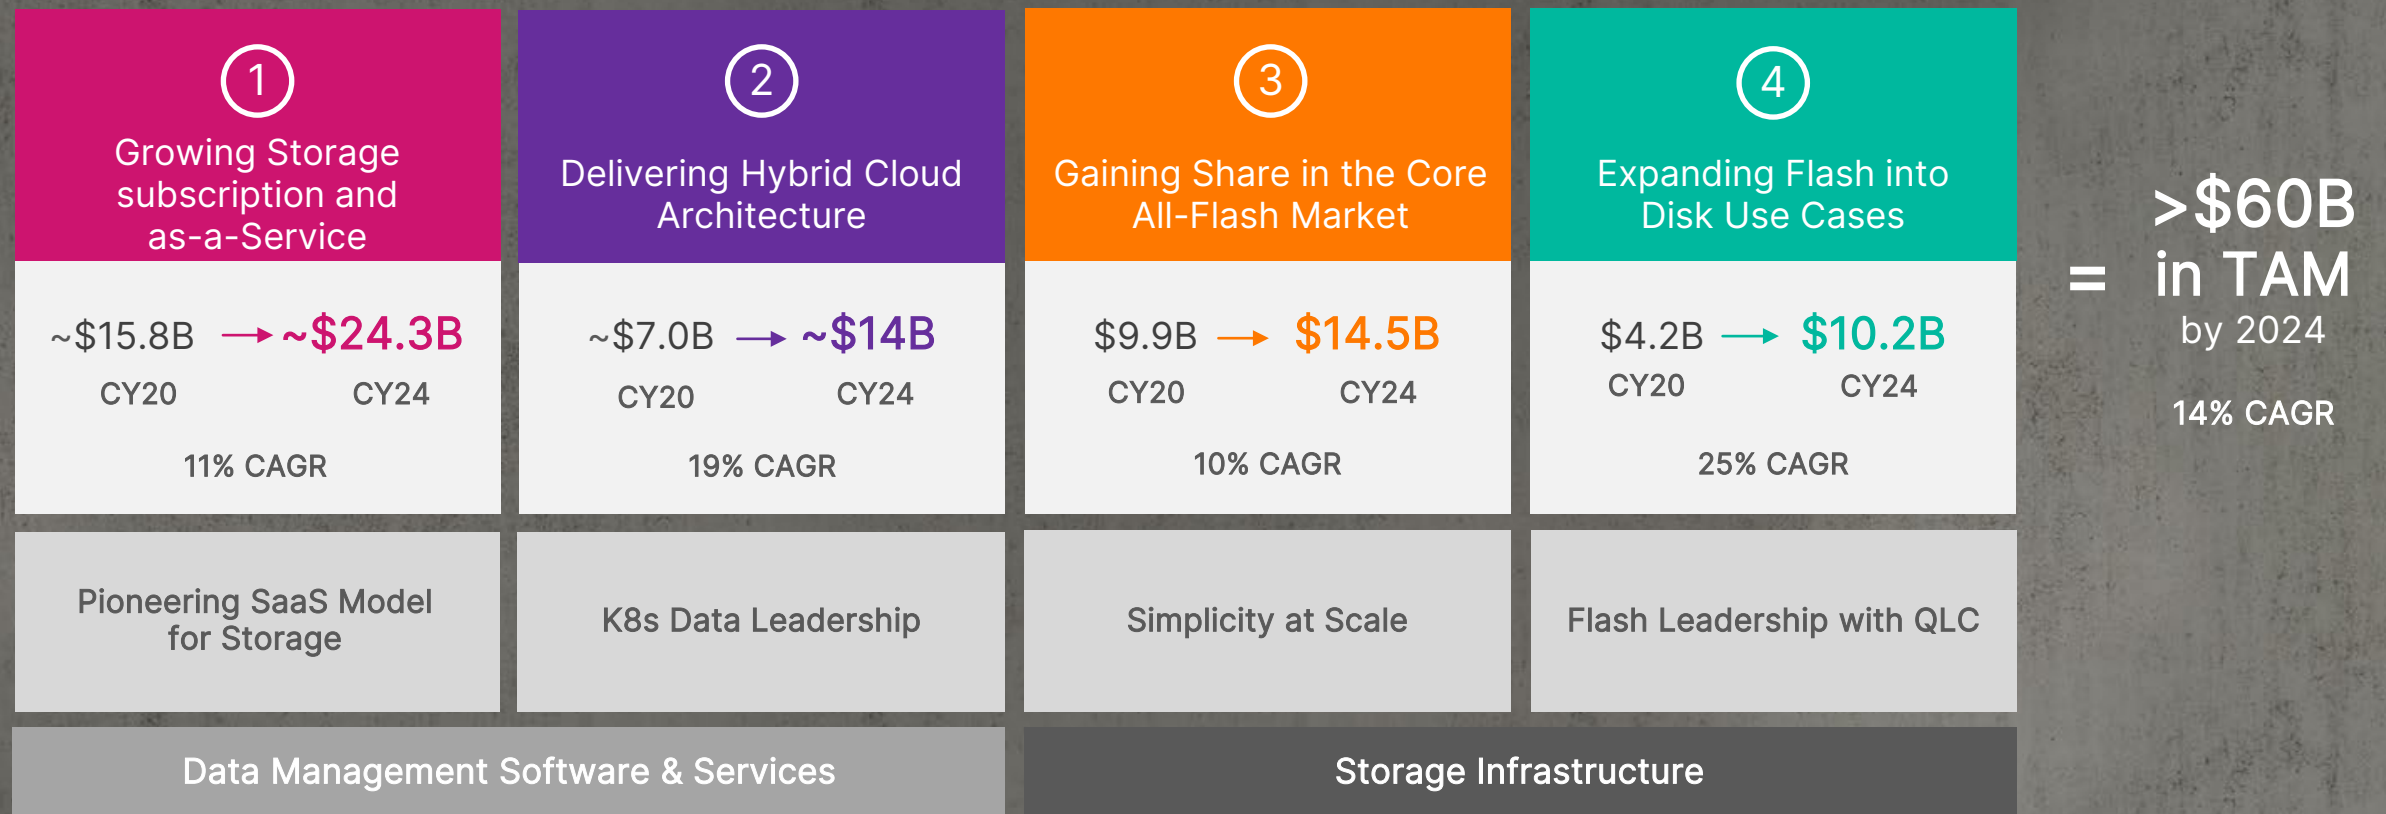 1
Growing Storage
subscription and
as-a-Service
~$15.8B → ~$24.3B
CY20 CY24
11% CAGR
Pioneering SaaS Model
for Storage
2
Delivering Hybrid Cloud
Architecture
~$7.0B → ~$14B
CY20 CY24
19% CAGR
K8s Data Leadership
Data Management Software & Services
3
Gaining Share in the Core
All-Flash Market
$9.9B → $14.5B
CY20 CY24
10% CAGR
Simplicity at Scale
4
Expanding Flash into
Disk Use Cases
$4.2B → $10.2B
CY20 CY24
25% CAGR
Flash Leadership with QLC
Storage Infrastructure
=
>$60B
in TAM
by 2024
14% CAGR